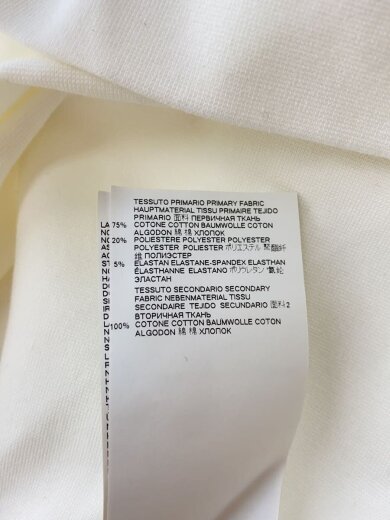 TESSUTO PRIMARIO PRIMARY FABRIC
HAUPTMATERIAL TISSU PRIMAIRE TEJIDO
PRIMARIO 面料 ПЕРВИЧНАЯ ТКАНЬ
75% COTONE COTTON BAUMWOLLE COTON
ALGODON 綿 棉 ХЛОПОК
20% POLIESTERE POLYESTER POLYESTER
POLYESTER POLIESTER ポリエステル 聚酯纤
维 ПОЛИЭСТЕР
5% ELASTAN ELASTANE-SPANDEX ELASTHAN
ÉLASTHANNE ELASTANO ポリウレタン 氨纶
ЭЛАСТАН
TESSUTO SECONDARIO SECONDARY
FABRIC NEBENMATERIAL TISSU
SECONDAIRE TEJIDO SECUNDARIO 面料 2
ВТОРИЧНАЯ ТКАНЬ
100% COTONE COTTON BAUMWOLLE COTON
ALGODON 綿 棉 ХЛОПОК